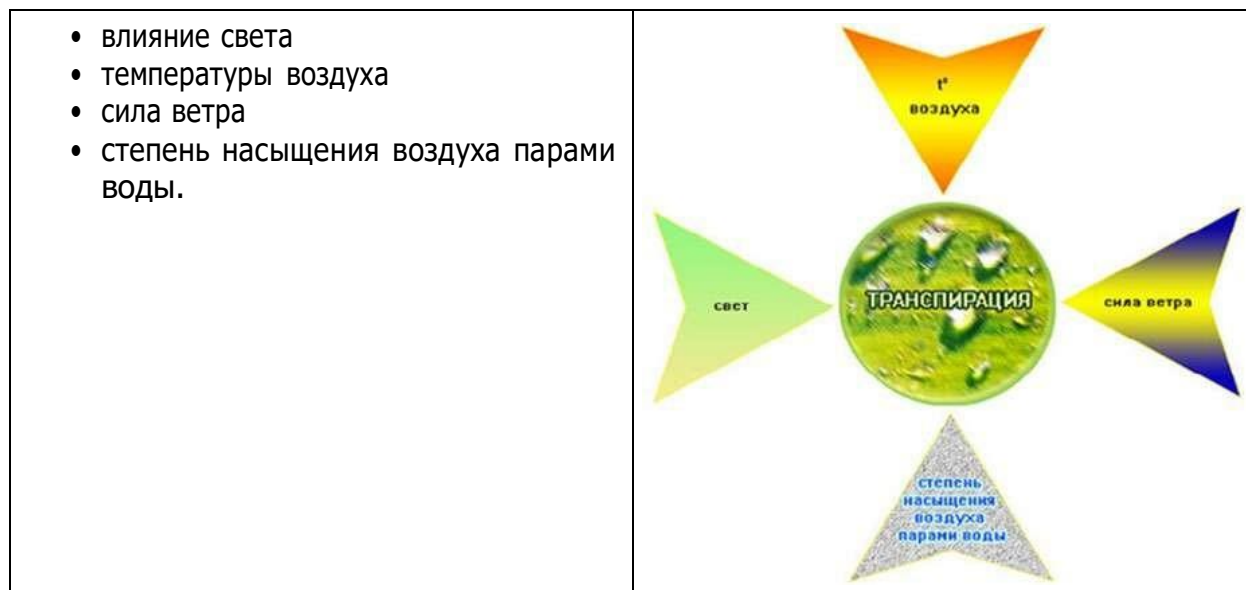 • влияние света
• температуры воздуха
• сила ветра
• степень насыщения воздуха парами
воды.
t°
воздуха
свет
ТРАНСПИРАЦИЯ
сила ветра
степень
насыщения
воздуха
парами воды